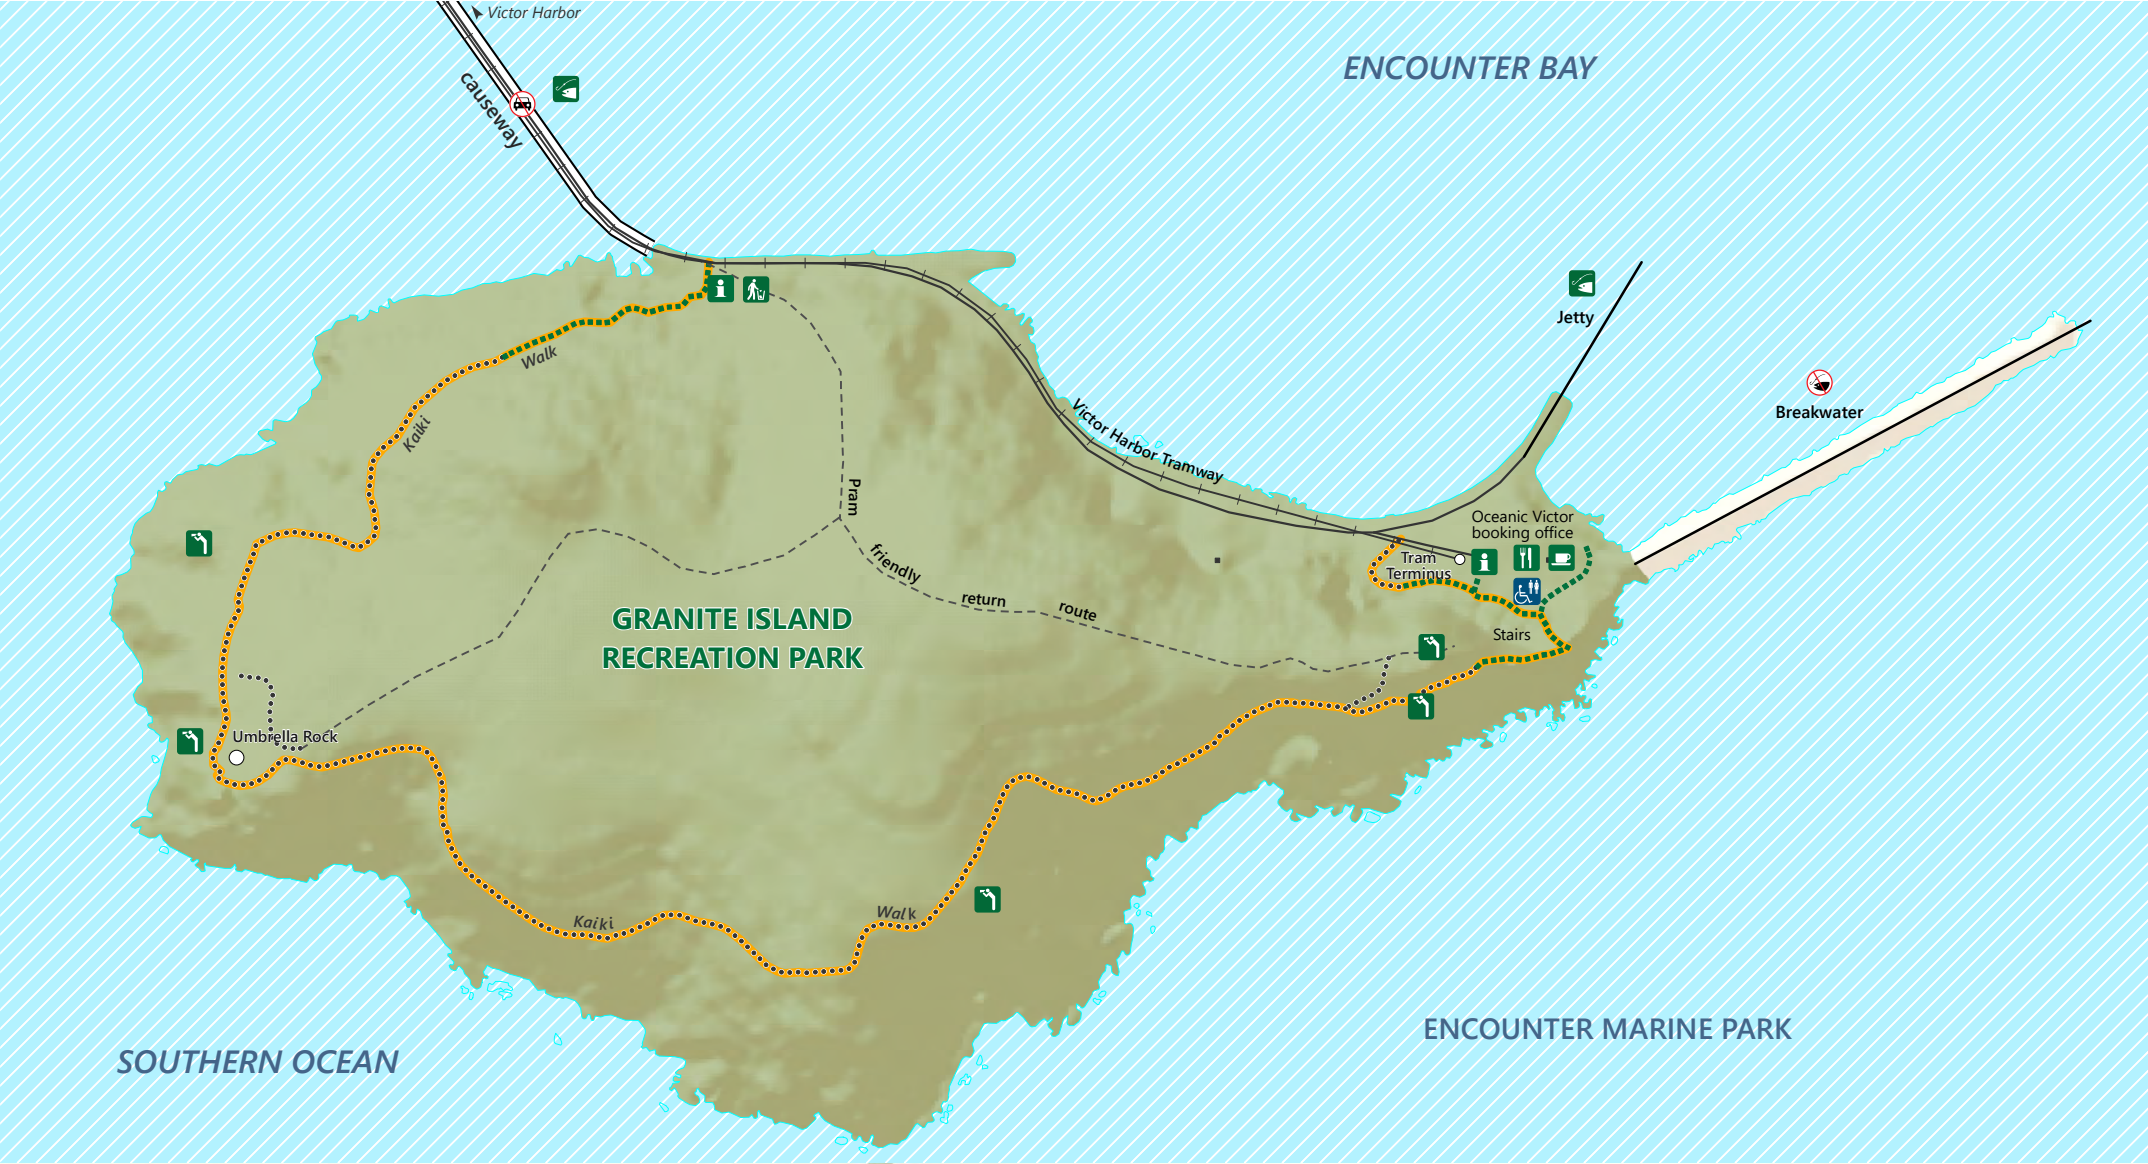 Victor Harbor
ENCOUNTER BAY
causeway
Jetty
Walk
Breakwater
Kaiki
Victor Harbor Tramway
Pram
friendly
return
route
Oceanic Victor
booking office
Tram
Terminus
Stairs
GRANITE ISLAND
RECREATION PARK
Umbrella Rock
Kaiki
Walk
ENCOUNTER MARINE PARK
SOUTHERN OCEAN